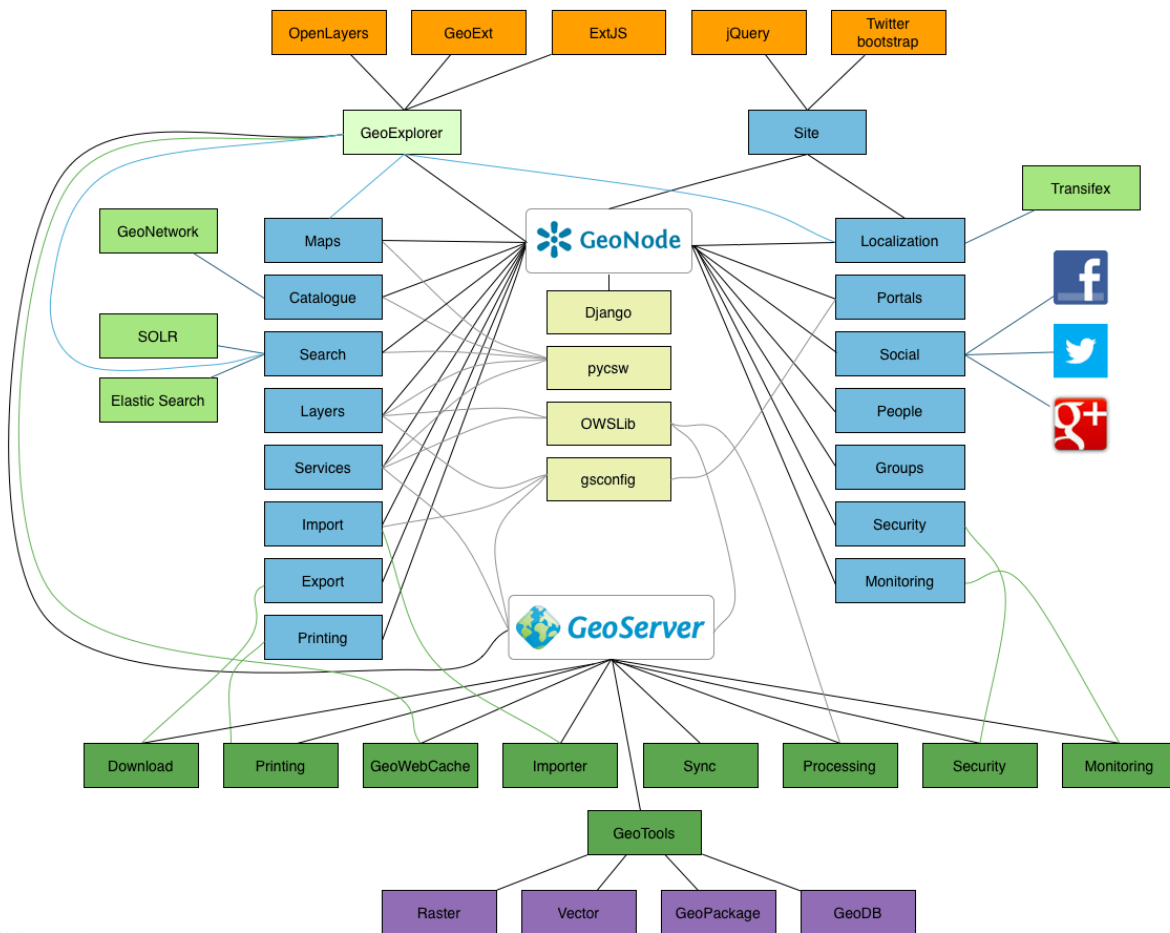 OpenLayers
GeoExt
ExtJS
jQuery
Twitter
bootstrap
GeoExplorer
Site
Transifex
GeoNetwork
Maps
GeoNode
Localization
f
Catalogue
Django
Portals
SOLR
Search
pycsw
Social
Elastic Search
Layers
OWSLib
People
g+
Services
gsconfig
Groups
Import
Security
Export
Monitoring
Printing
GeoServer
Download
Printing
GeoWebCache
Importer
Sync
Processing
Security
Monitoring
GeoTools
Raster
Vector
GeoPackage
GeoDB